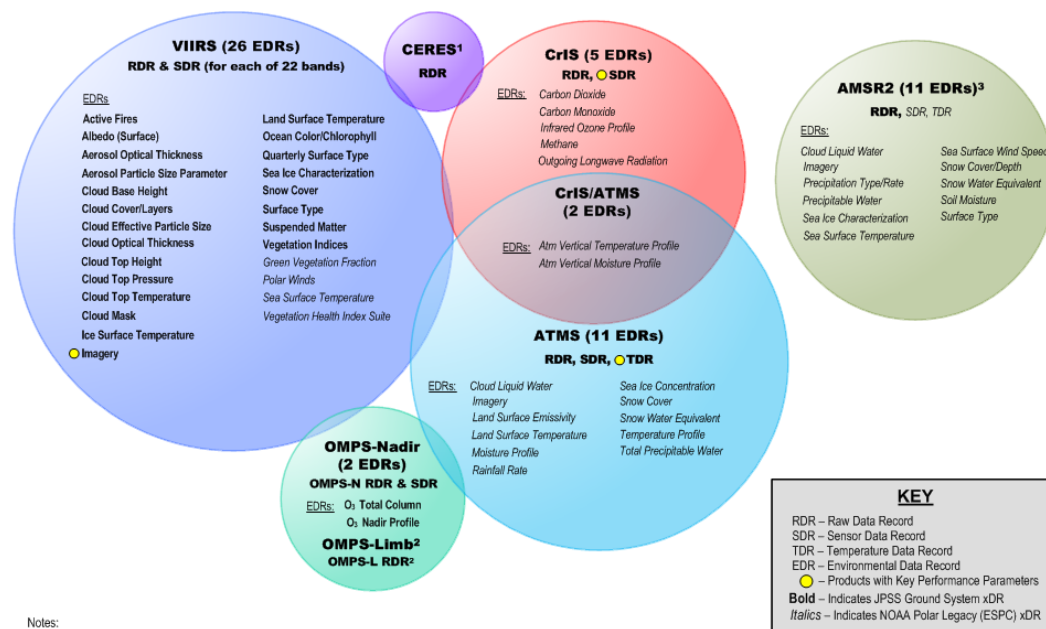 VIIRS (26 EDRs)
RDR & SDR (for each of 22 bands)
EDRs
Active Fires
Albedo (Surface)
Aerosol Optical Thickness
Aerosol Particle Size Parameter
Cloud Base Height
Cloud Cover/Layers
Cloud Effective Particle Size
Cloud Optical Thickness
Cloud Top Height
Cloud Top Pressure
Cloud Top Temperature
Cloud Mask
Ice Surface Temperature
Imagery
Land Surface Temperature
Ocean Color/Chlorophyll
Quarterly Surface Type
Sea Ice Characterization
Snow Cover
Surface Type
Suspended Matter
Vegetation Indices
Green Vegetation Fraction
Polar Winds
Sea Surface Temperature
Vegetation Health Index Suite
CERES¹
RDR
CrIS (5 EDRs)
RDR, SDR
EDRs:
Carbon Dioxide
Carbon Monoxide
Infrared Ozone Profile
Methane
Outgoing Longwave Radiation
CrIS/ATMS
(2 EDRs)
EDRs:
Atm Vertical Temperature Profile
Atm Vertical Moisture Profile
ATMS (11 EDRs)
RDR, SDR, TDR
EDRs:
Cloud Liquid Water
Imagery
Land Surface Emissivity
Land Surface Temperature
Moisture Profile
Rainfall Rate
Sea Ice Concentration
Snow Cover
Snow Water Equivalent
Temperature Profile
Total Precipitable Water
AMSR2 (11 EDRs)³
RDR, SDR, TDR
EDRs:
Cloud Liquid Water
Imagery
Precipitation Type/Rate
Precipitable Water
Sea Ice Characterization
Sea Surface Temperature
Sea Surface Wind Speed
Snow Cover/Depth
Snow Water Equivalent
Soil Moisture
Surface Type
OMPS-Nadir
(2 EDRs)
OMPS-N RDR & SDR
EDRs:
O₃ Total Column
O₃ Nadir Profile
OMPS-Limb²
OMPS-L RDR²
KEY
RDR – Raw Data Record
SDR – Sensor Data Record
TDR – Temperature Data Record
EDR – Environmental Data Record
– Products with Key Performance Parameters
Bold – Indicates JPSS Ground System xDR
Italics – Indicates NOAA Polar Legacy (ESPC) xDR
Notes: